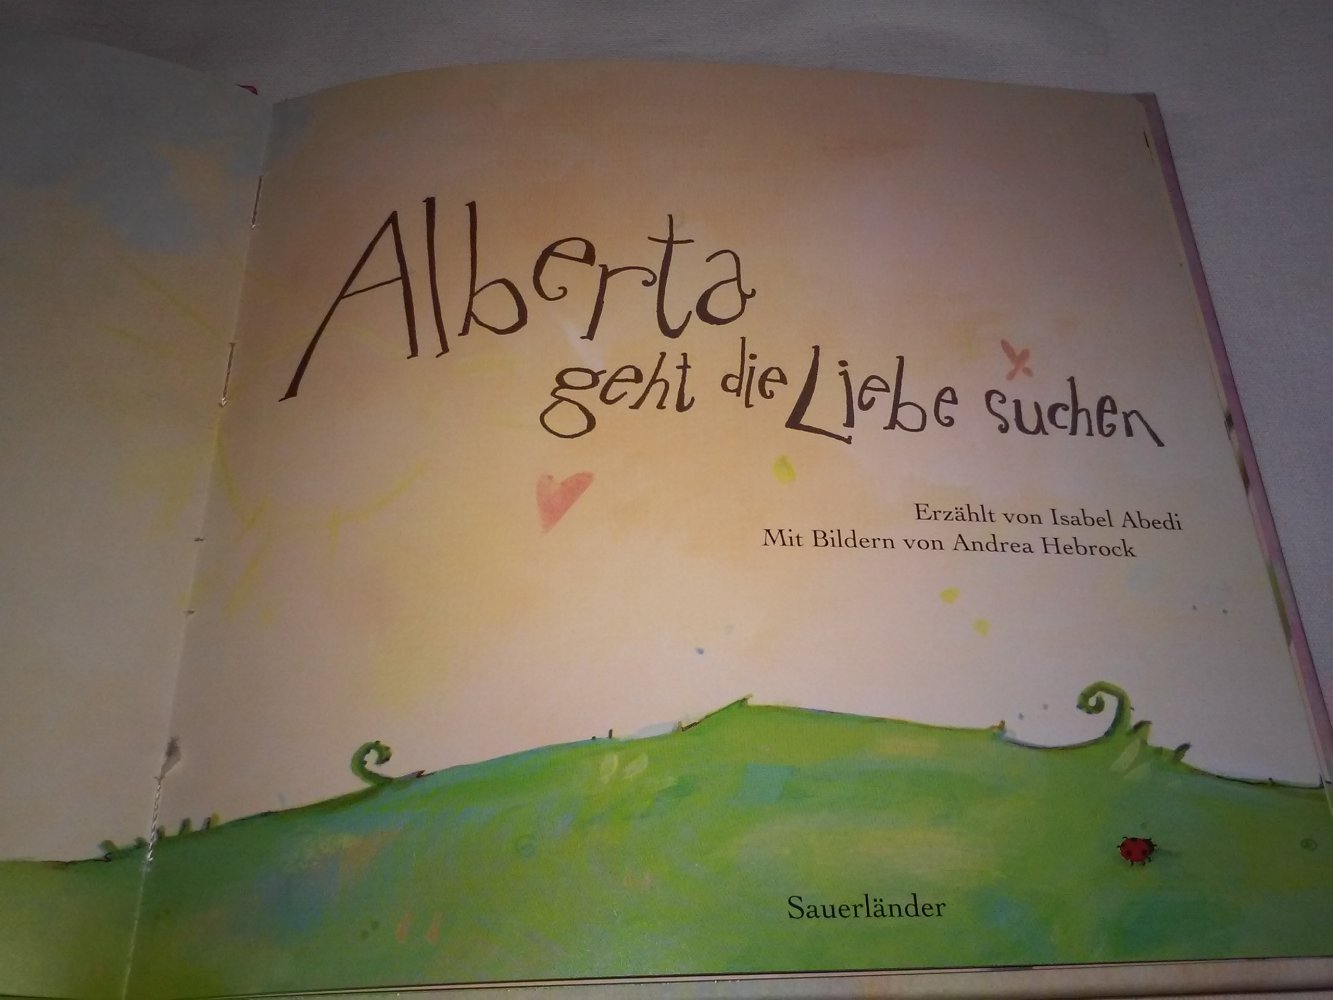 Alberta
geht die Liebe suchen
Erzählt von Isabel Abedi
Mit Bildern von Andrea Hebrock
Sauerländer